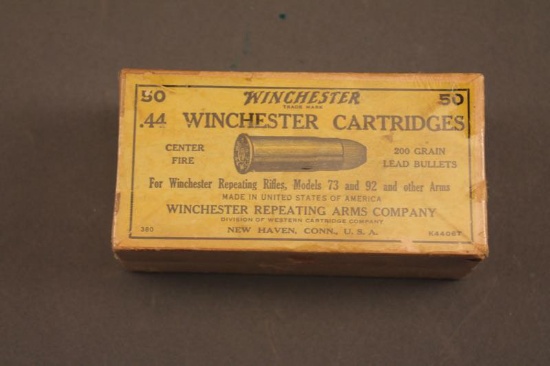 50 WINCHESTER 50
TRADE MARK
.44 WINCHESTER CARTRIDGES
CENTER FIRE
200 GRAIN LEAD BULLETS
For Winchester Repeating Rifles, Models 73 and 92 and other Arms
MADE IN UNITED STATES OF AMERICA
WINCHESTER REPEATING ARMS COMPANY
DIVISION OF WESTERN CARTRIDGE COMPANY
380 NEW HAVEN, CONN., U. S. A.